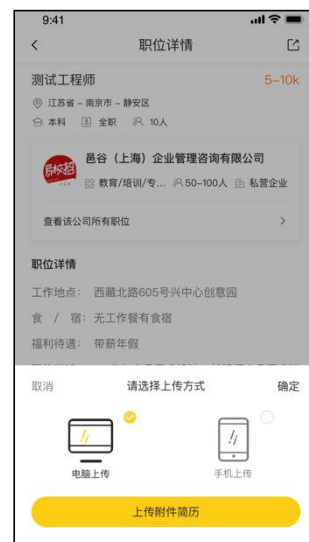 9:41
职位详情
测试工程师
5-10k
江苏省 - 南京市 - 静安区
本科 全职 10人
易校招
邑谷（上海）企业管理咨询有限公司
教育/培训/专... 50-100人 私营企业
查看该公司所有职位
职位详情
工作地点： 西藏北路605号兴中心创意园
食 / 宿： 无工作餐有食宿
福利待遇： 带薪年假
取消 请选择上传方式 确定
电脑上传 手机上传
上传附件简历